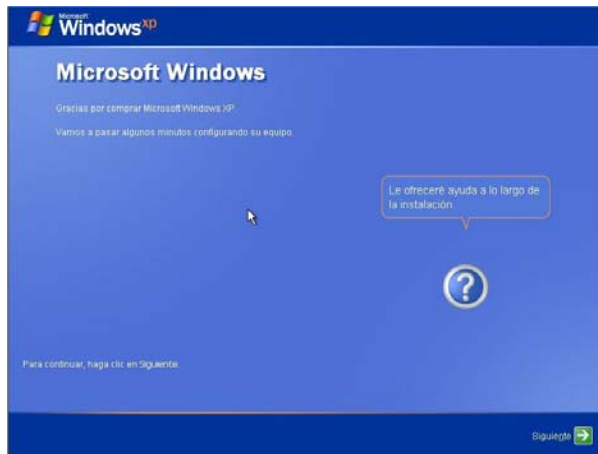 Microsoft
Windows xp
Microsoft Windows
Gracias por comprar Microsoft Windows XP.
Vamos a pasar algunos minutos configurando su equipo.
Le ofreceré ayuda a lo largo de
la instalación.
?
Para continuar, haga clic en Siguiente.
Siguiente